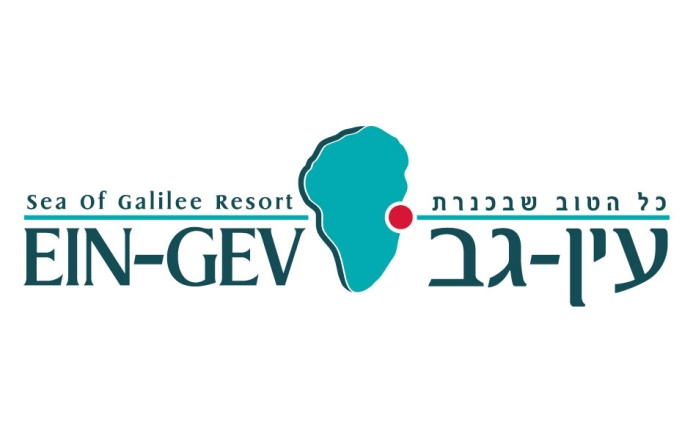 Sea Of Galilee Resort
EIN-GEV
כל הטוב שבכנרת
עין-גב